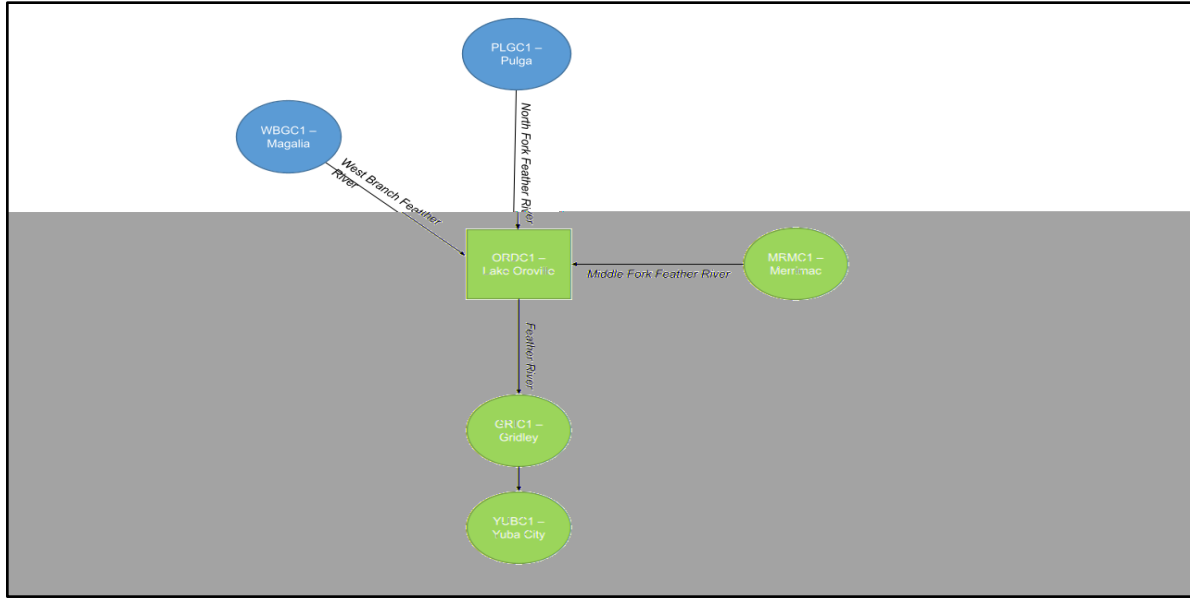 PLGC1 –
Pulga
WBGC1 –
Magalia
North Fork Feather River
West Branch Feather
River
ORDC1 –
Lake Oroville
Middle Fork Feather River
MRMC1 –
Merrimac
Feather River
GRIC1 –
Gridley
YUBC1 –
Yuba City